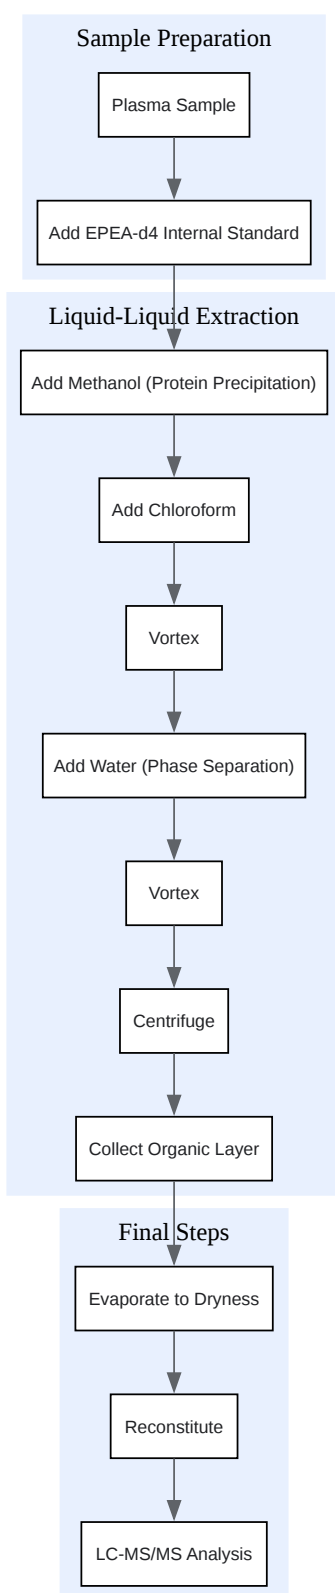 Sample Preparation
Plasma Sample
Add EPEA-d4 Internal Standard
Liquid-Liquid Extraction
Add Methanol (Protein Precipitation)
Add Chloroform
Vortex
Add Water (Phase Separation)
Vortex
Centrifuge
Collect Organic Layer
Final Steps
Evaporate to Dryness
Reconstitute
LC-MS/MS Analysis